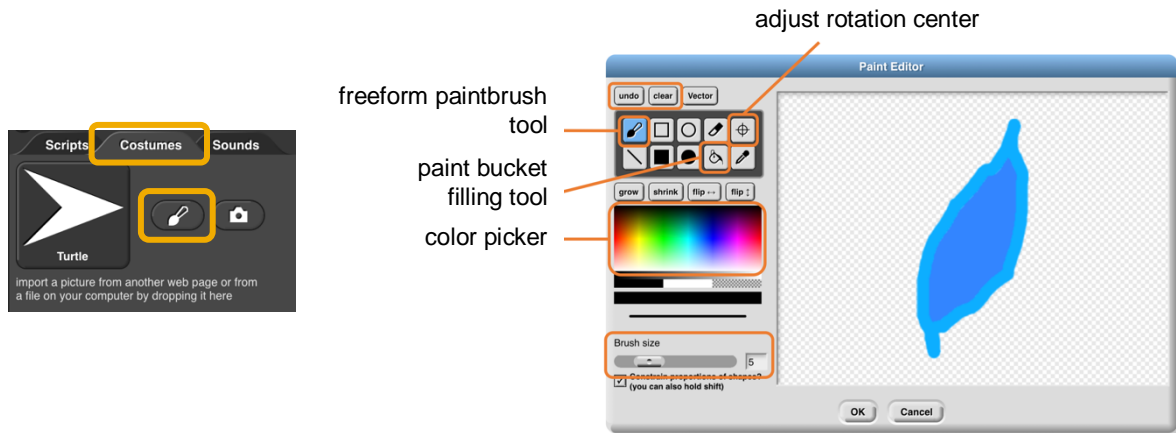 adjust rotation center
Paint Editor
undo clear Vector
freeform paintbrush
tool
paint bucket
filling tool
color picker
grow shrink flip ↔ flip ↕
Brush size
5
Constrain proportions of shapes?
(you can also hold shift)
OK Cancel
Scripts Costumes Sounds
Turtle
import a picture from another web page or from
a file on your computer by dropping it here